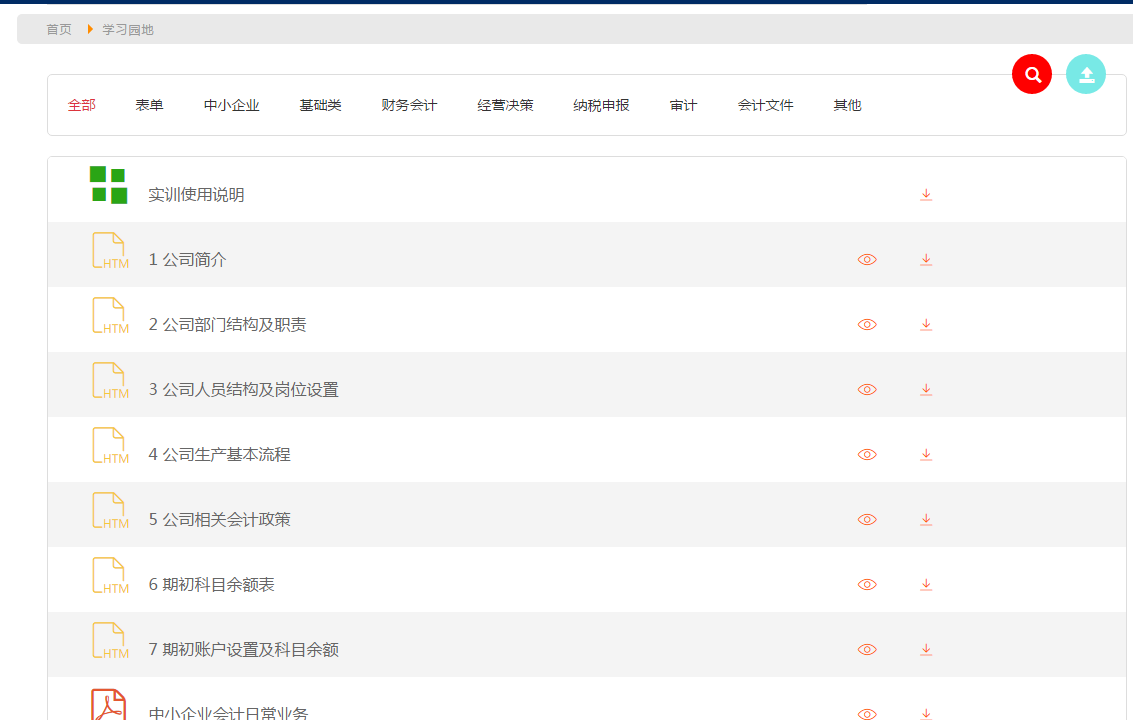 首页 学习园地
全部 表单 中小企业 基础类 财务会计 经营决策 纳税申报 审计 会计文件 其他
实训使用说明
HTM 1 公司简介
HTM 2 公司部门结构及职责
HTM 3 公司人员结构及岗位设置
HTM 4 公司生产基本流程
HTM 5 公司相关会计政策
HTM 6 期初科目余额表
HTM 7 期初账户设置及科目余额
中小企业会计日常业务